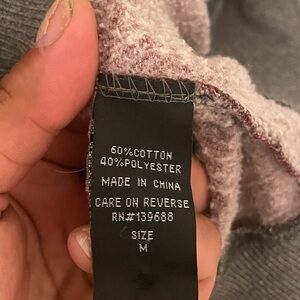 60%COTTON
40%POLYESTER
MADE IN CHINA
CARE ON REVERSE
RN#139688
SIZE
M